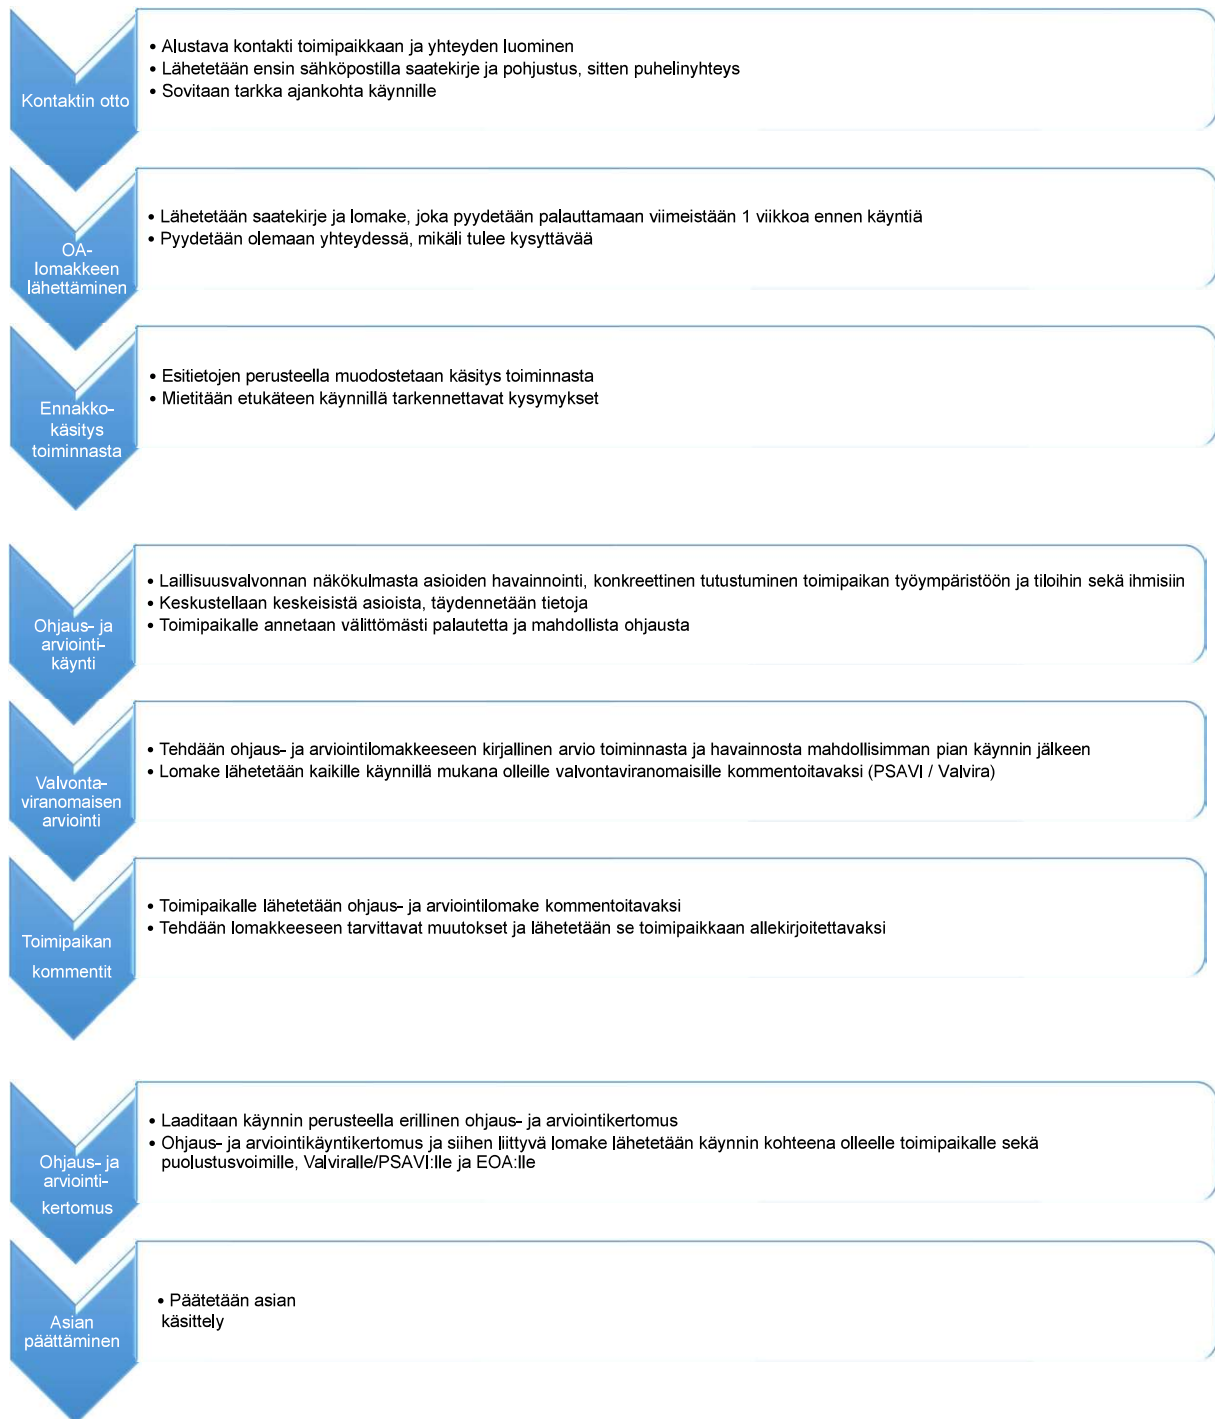 Kontaktin otto
• Alustava kontakti toimipaikkaan ja yhteyden luominen
• Lähetetään ensin sähköpostilla saatekirje ja pohjustus, sitten puhelinyhteys
• Sovitaan tarkka ajankohta käynnille
OA-
lomakkeen
lähettäminen
• Lähetetään saatekirje ja lomake, joka pyydetään palauttamaan viimeistään 1 viikkoa ennen käyntiä
• Pyydetään olemaan yhteydessä, mikäli tulee kysyttävää
Ennakko-
käsitys
toiminnasta
• Esitietojen perusteella muodostetaan käsitys toiminnasta
• Mietitään etukäteen käynnillä tarkennettavat kysymykset
Ohjaus- ja
arviointi-
käynti
• Laillisuusvalvonnan näkökulmasta asioiden havainnointi, konkreettinen tutustuminen toimipaikan työympäristöön ja tiloihin sekä ihmisiin
• Keskustellaan keskeisistä asioista, täydennetään tietoja
• Toimipaikalle annetaan välittömästi palautetta ja mahdollista ohjausta
Valvonta-
viranomaisen
arviointi
• Tehdään ohjaus- ja arviointilomakkeeseen kirjallinen arvio toiminnasta ja havainnosta mahdollisimman pian käynnin jälkeen
• Lomake lähetetään kaikille käynnillä mukana olleille valvontaviranomaisille kommentoitavaksi (PSAVI / Valvira)
Toimipaikan
kommentit
• Toimipaikalle lähetetään ohjaus- ja arviointilomake kommentoitavaksi
• Tehdään lomakkeeseen tarvittavat muutokset ja lähetetään se toimipaikkaan allekirjoitettavaksi
Ohjaus- ja
arviointi-
kertomus
• Laaditaan käynnin perusteella erillinen ohjaus- ja arviointikertomus
• Ohjaus- ja arviointikäyntikertomus ja siihen liittyvä lomake lähetetään käynnin kohteena olleelle toimipaikalle sekä
puolustusvoimille, Valviralle/PSAVI:lle ja EOA:lle
Asian
päättäminen
• Päätetään asian
käsittely